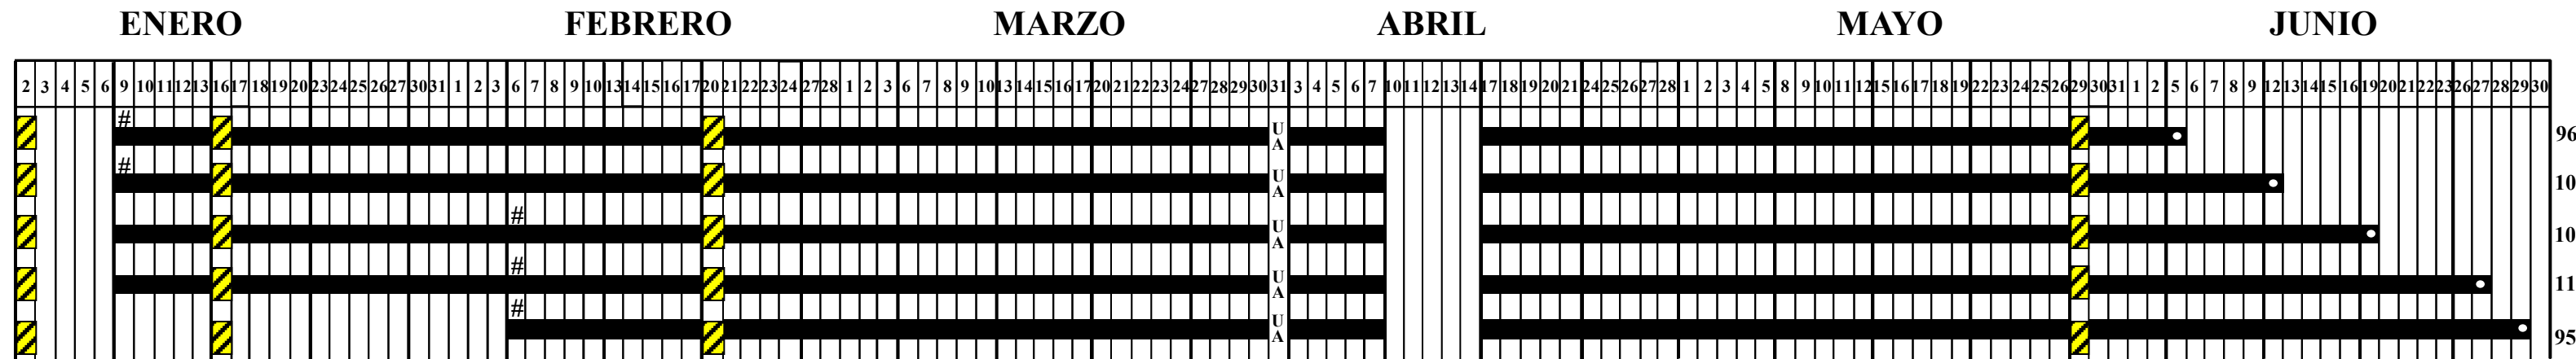 ENERO FEBRERO MARZO ABRIL MAYO JUNIO
2 3 4 5 6 9 10 11 12 13 16 17 18 19 20 23 24 25 26 27 30 31 1 2 3 6 7 8 9 10 13 14 15 16 17 20 21 22 23 24 27 28 1 2 3 6 7 8 9 10 13 14 15 16 17 20 21 22 23 24 27 28 29 30 31 3 4 5 6 7 10 11 12 13 14 17 18 19 20 21 24 25 26 27 28 1 2 3 4 5 8 9 10 11 12 15 16 17 18 19 22 23 24 25 26 29 30 31 1 2 5 6 7 8 9 12 13 14 15 16 19 20 21 22 23 26 27 28 29 30
# U A 96
# U A 10
# U A 10
# U A 11
# U A 95